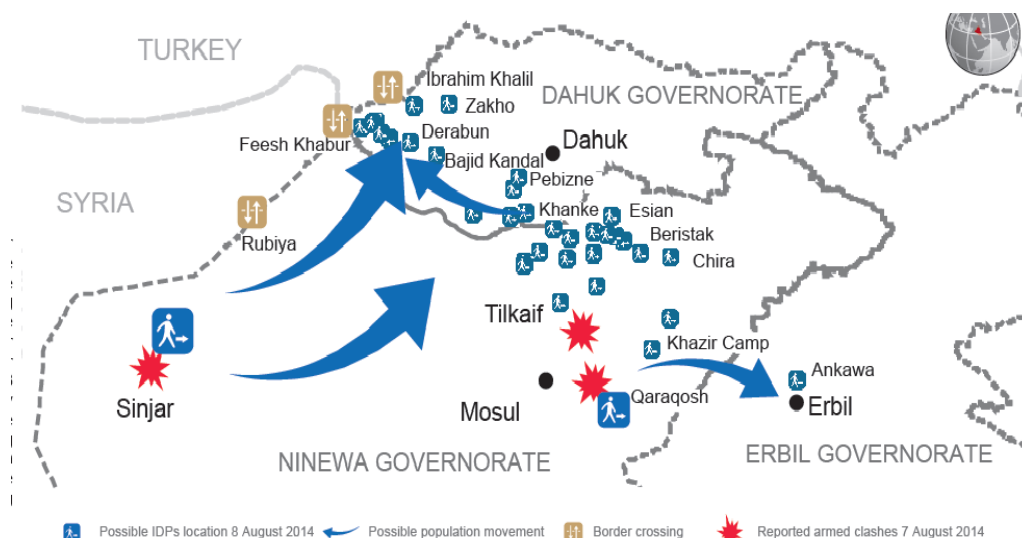 TURKEY
Ibrahim Khalil
Zakho
DAHUK GOVERNORATE
Feesh Khabur
Derabun
Dahuk
Bajid Kandal
Pebizne
SYRIA
Khanke
Esian
Rubiya
Beristak
Chira
Tilkaif
Khazir Camp
Sinjar
Mosul
Qaraqosh
Ankawa
Erbil
NINEWA GOVERNORATE
ERBIL GOVERNORATE
Possible IDPs location 8 August 2014
Possible population movement
Border crossing
Reported armed clashes 7 August 2014